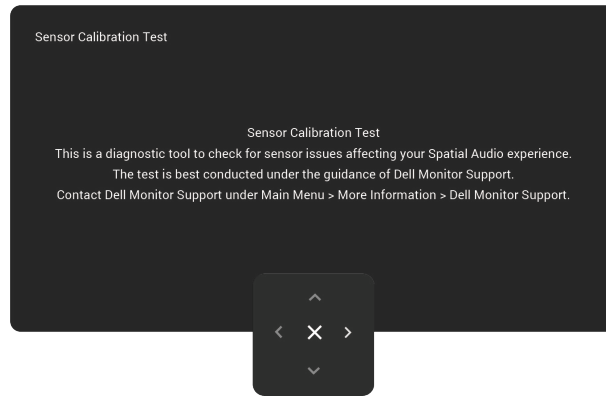 Sensor Calibration Test
Sensor Calibration Test
This is a diagnostic tool to check for sensor issues affecting your Spatial Audio experience.
The test is best conducted under the guidance of Dell Monitor Support.
Contact Dell Monitor Support under Main Menu > More Information > Dell Monitor Support.